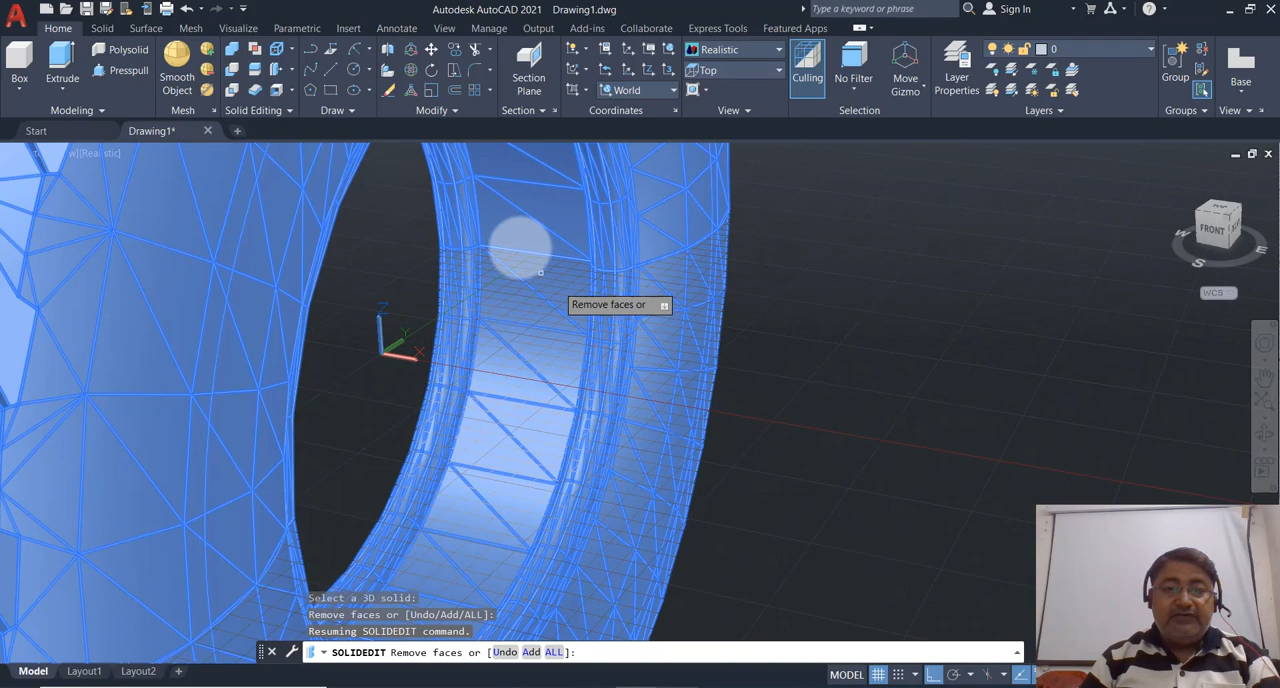 Autodesk AutoCAD 2021 Drawing1.dwg
Type a keyword or phrase
Sign In
Home Solid Surface Mesh Visualize Parametric Insert Annotate View Manage Output Add-ins Collaborate Express Tools Featured Apps
Box
Extrude
Polysolid
Presspull
Smooth Object
Section Plane
World
Realistic
Top
Culling
No Filter
Move Gizmo
Layer Properties
0
Group
Base
Modeling
Mesh
Solid Editing
Draw
Modify
Section
Coordinates
View
Selection
Layers
Groups
View
Start
Drawing1*
w][Realistic]
TOP
FRONT
W
S
E
WCS
Z
Y
X
Remove faces or
Select a 3D solid:
Remove faces or [Undo/Add/ALL]:
Resuming SOLIDEDIT command.
SOLIDEDIT Remove faces or [Undo Add ALL]:
Model Layout1 Layout2
MODEL